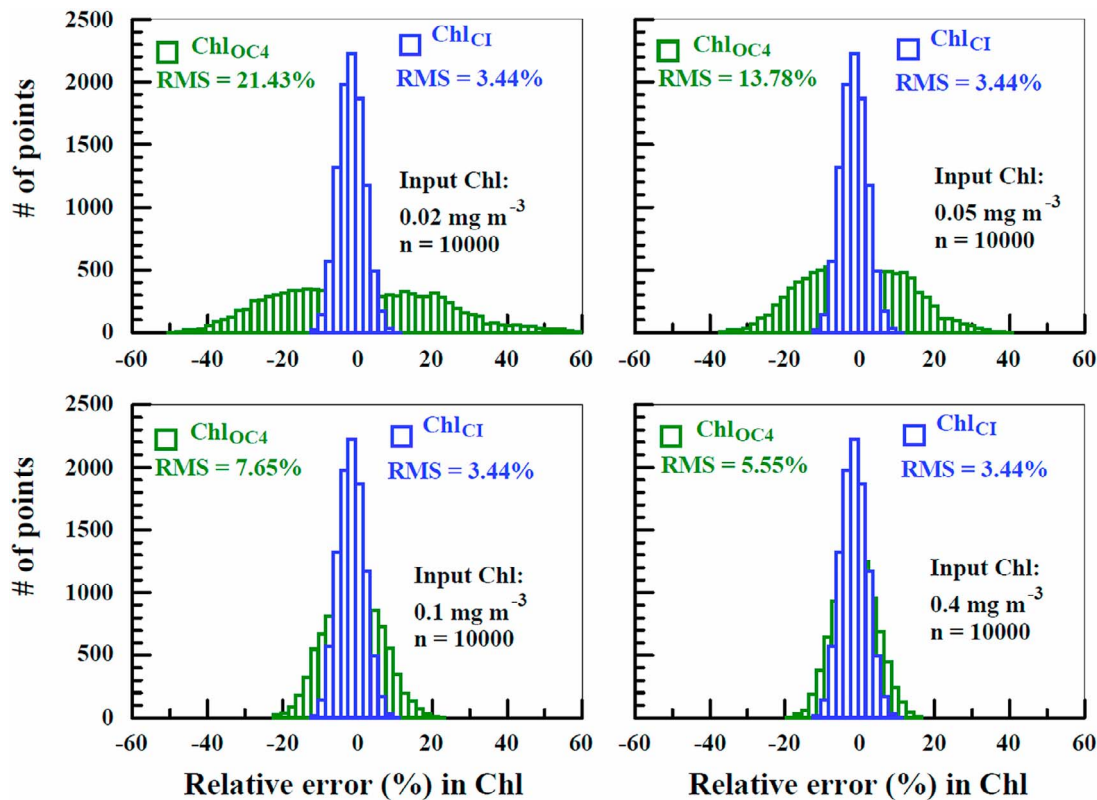 2500
2000
1500
1000
500
0
# of points
Chl_OC4
RMS = 21.43%
Chl_CI
RMS = 3.44%
Input Chl:
0.02 mg m⁻³
n = 10000
-60 -40 -20 0 20 40 60
Chl_OC4
RMS = 13.78%
Chl_CI
RMS = 3.44%
Input Chl:
0.05 mg m⁻³
n = 10000
-60 -40 -20 0 20 40 60
2500
2000
1500
1000
500
0
# of points
Chl_OC4
RMS = 7.65%
Chl_CI
RMS = 3.44%
Input Chl:
0.1 mg m⁻³
n = 10000
-60 -40 -20 0 20 40 60
Relative error (%) in Chl
Chl_OC4
RMS = 5.55%
Chl_CI
RMS = 3.44%
Input Chl:
0.4 mg m⁻³
n = 10000
-60 -40 -20 0 20 40 60
Relative error (%) in Chl